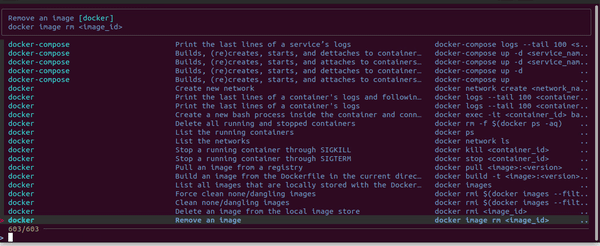 Remove an image [docker]
docker image rm <image_id>
docker-compose Print the last lines of a service's logs docker-compose logs --tail 100 <s..
docker-compose Builds, (re)creates, starts, and dettaches to container… docker-compose up -d <service_nam..
docker-compose Builds, (re)creates, starts, and attaches to containers… docker-compose up -d <service_nam..
docker-compose Builds, (re)creates, starts, and dettaches to container… docker-compose up -d ..
docker-compose Builds, (re)creates, starts, and attaches to containers… docker-compose up ..
docker Create new network docker network create <network_na..
docker Print the last lines of a container's logs and followin… docker logs --tail 100 <container..
docker Print the last lines of a container's logs docker logs --tail 100 <container..
docker Create a new bash process inside the container and conn… docker exec -it <container_id> ba..
docker Delete all running and stopped containers docker rm -f $(docker ps -aq) ..
docker List the running containers docker ps ..
docker List the networks docker network ls ..
docker Stop a running container through SIGKILL docker kill <container_id> ..
docker Stop a running container through SIGTERM docker stop <container_id> ..
docker Pull an image from a registry docker pull <image>:<version> ..
docker Build an image from the Dockerfile in the current direc… docker build -t <image>:<version>..
docker List all images that are locally stored with the Docker… docker images ..
docker Force clean none/dangling images docker rmi $(docker images --filt..
docker Clean none/dangling images docker rmi $(docker images --filt..
docker Delete an image from the local image store docker rmi <image_id> ..
docker Remove an image docker image rm <image_id> ..
603/603
>